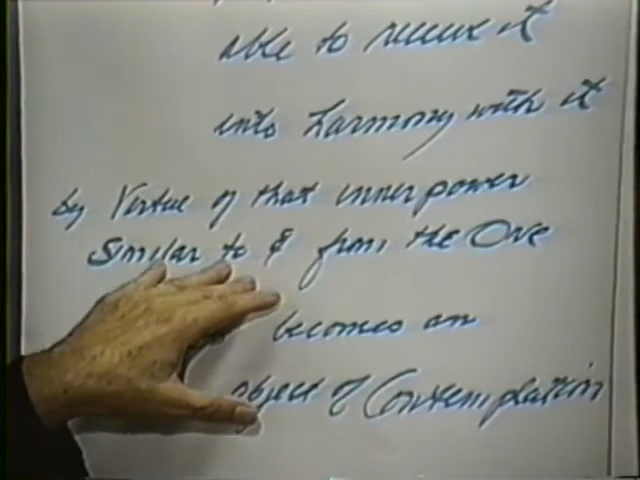 able to receive it
into harmony with it
by Virtue of that inner power
Similar to & from the One
becomes an
object of Contemplation